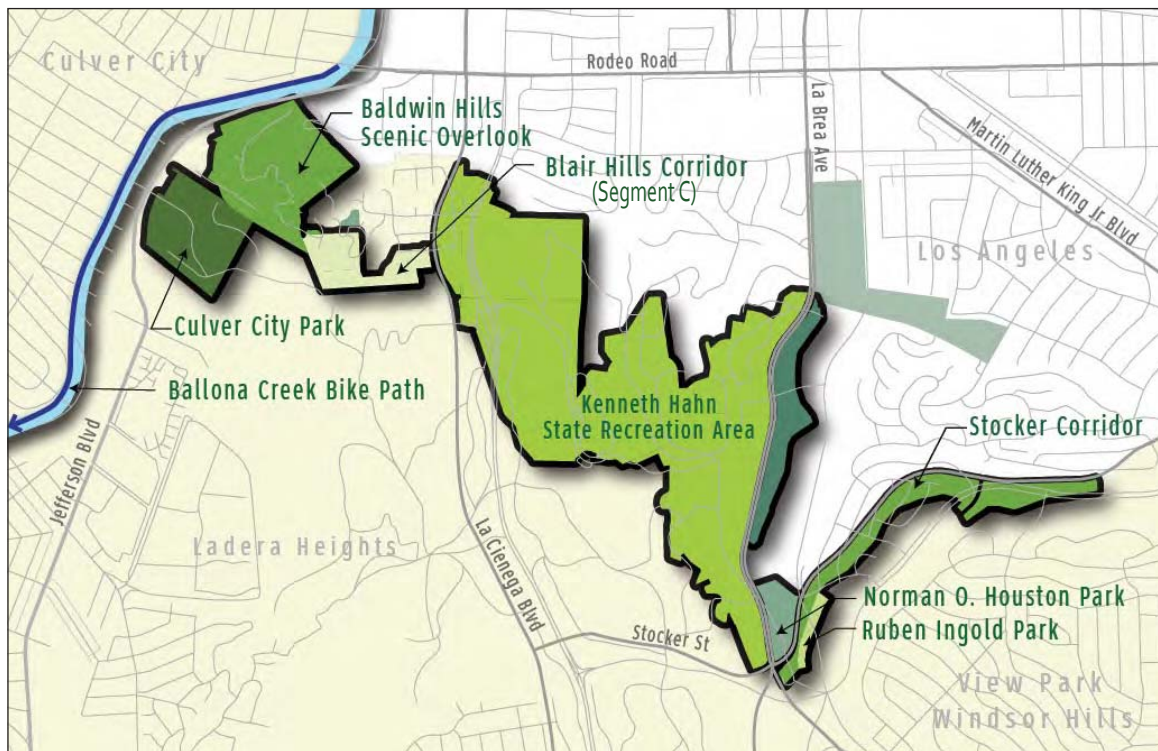 Culver City
Rodeo Road
La Brea Ave
Martin Luther King Jr Blvd
Baldwin Hills
Scenic Overlook
Blair Hills Corridor
(Segment C)
Los Angeles
Culver City Park
Ballona Creek Bike Path
Kenneth Hahn
State Recreation Area
Stocker Corridor
Jefferson Blvd
Ladera Heights
La Cienega Blvd
Stocker St
Norman O. Houston Park
Ruben Ingold Park
View Park
Windsor Hills